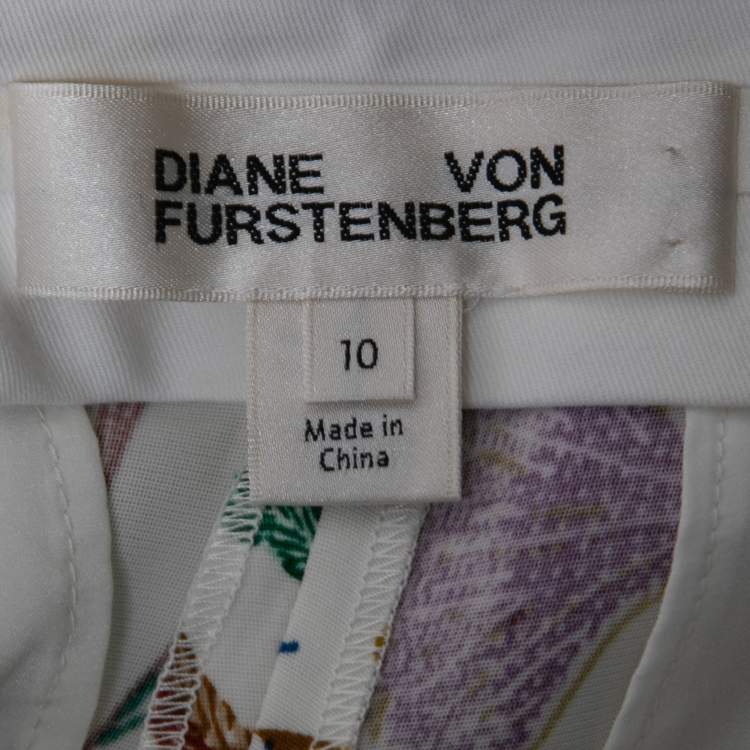 DIANE VON
FURSTENBERG
10
Made in
China